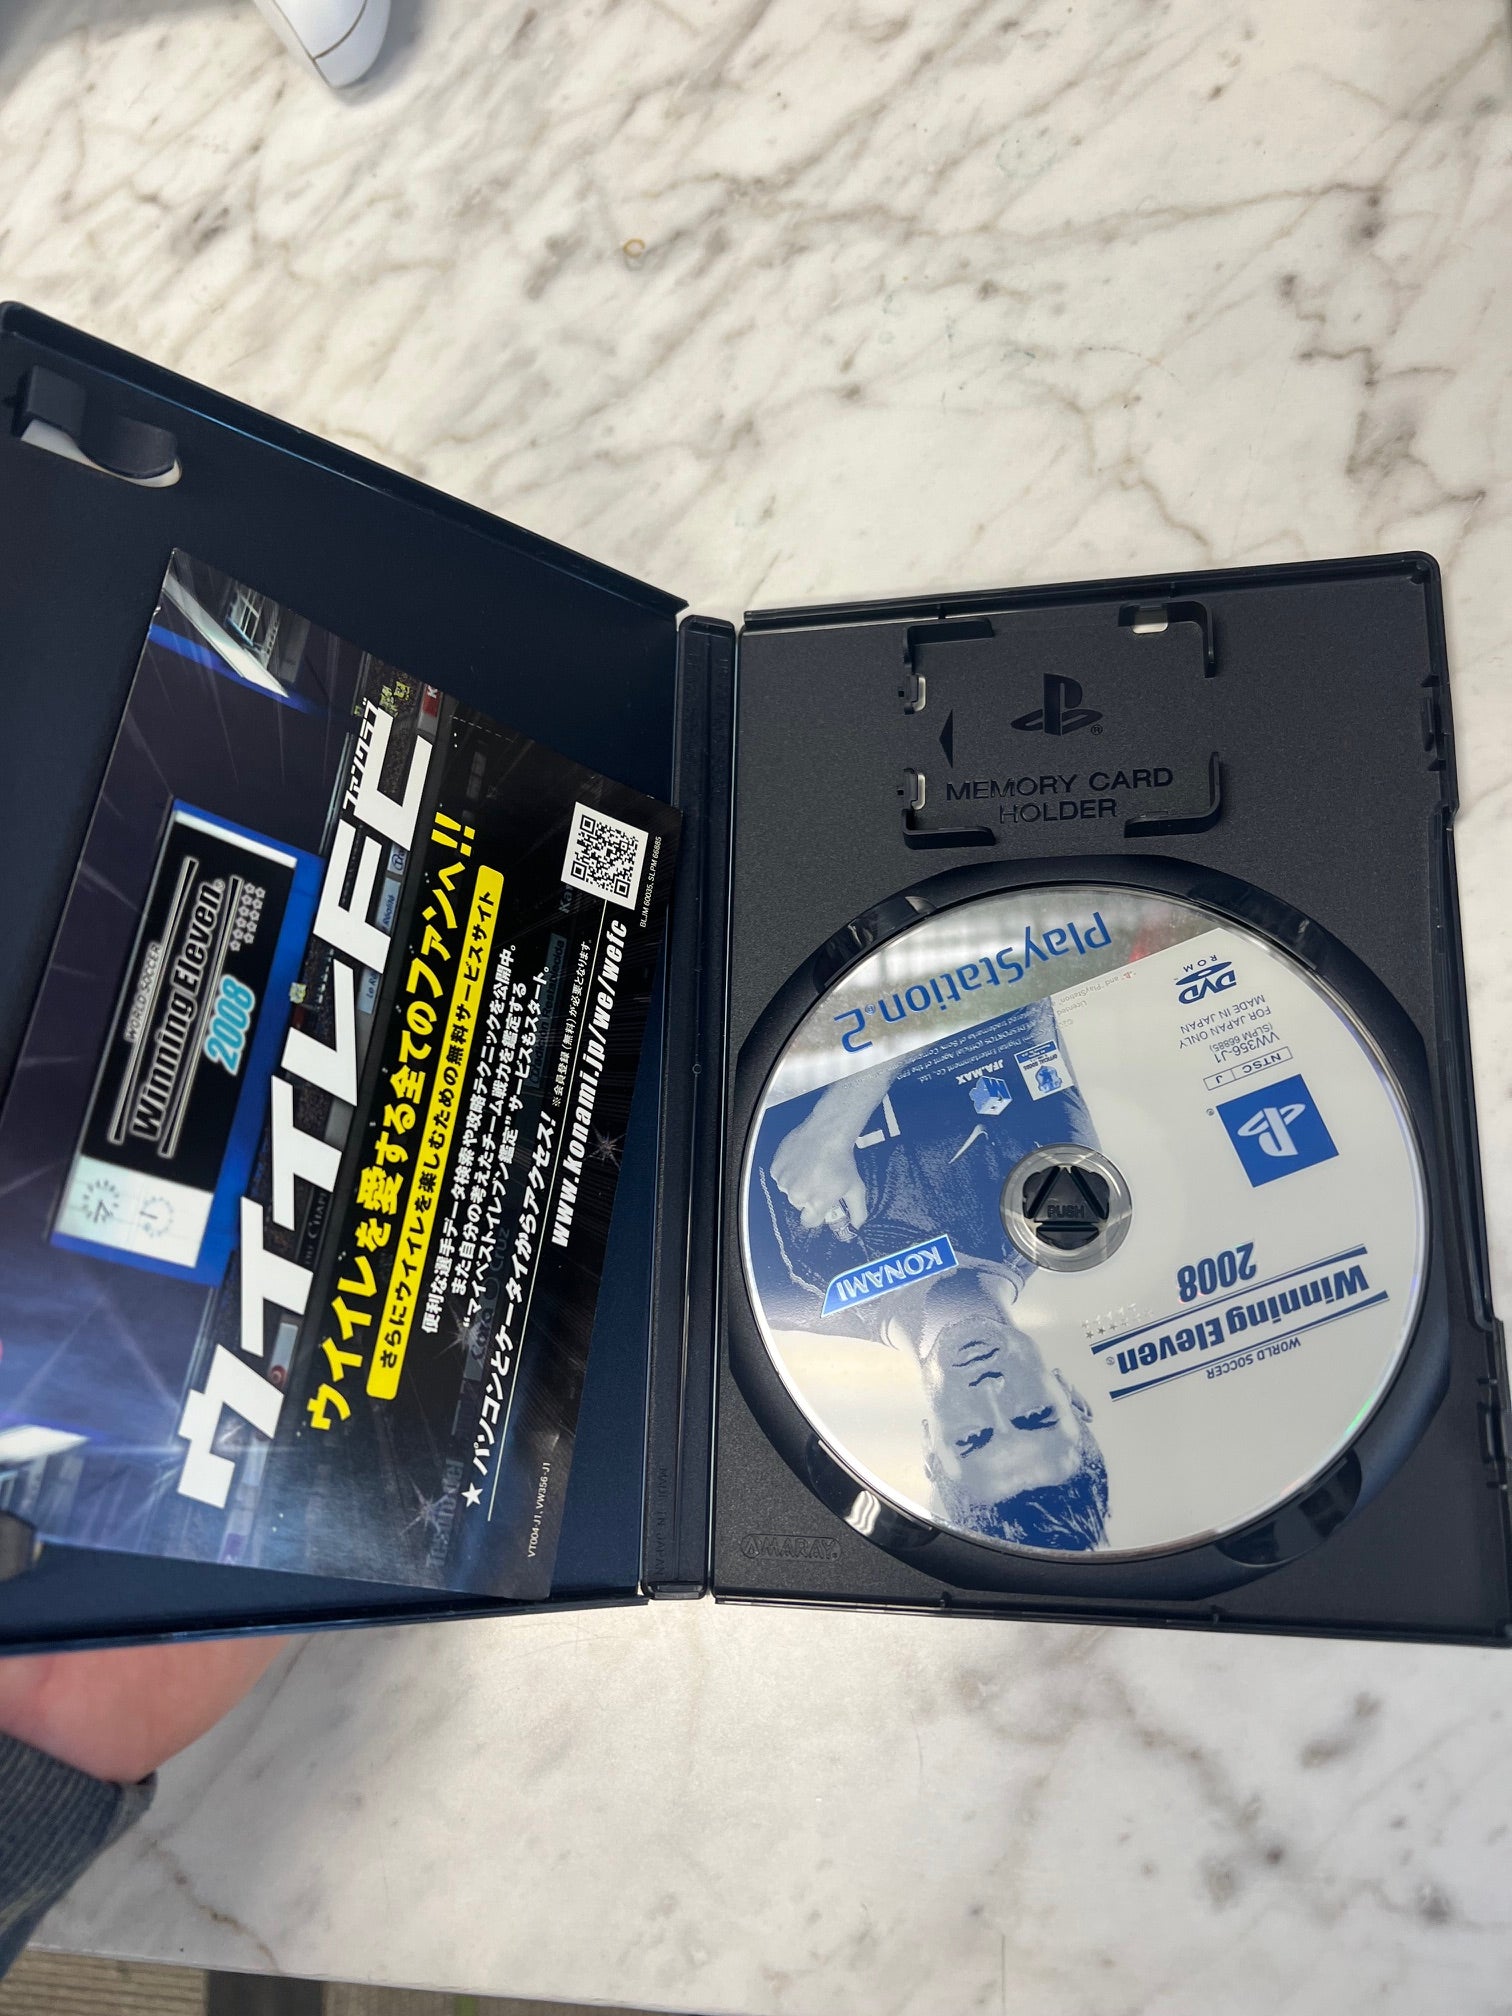 WORLD SOCCER
Winning Eleven®
2008
ウイイレFC
ファンクラブ
ウイイレを愛する全てのファンへ!!
さらにウイイレを楽しむための無料サービスサイト
便利な選手データ検索や攻略テクニックを公開中。
また自分の考えたチーム戦力を鑑定する
“マイベストイレブン鑑定”サービスもスタート。
★パソコンとケータイからアクセス!
※会員登録(無料)が必要となります。
www.konami.jp/we/wefc
BLJM 60035, SLPM 66885
VT004-J1, VW356-J1
MEMORY CARD
HOLDER
PlayStation®2
DVD
ROM
MADE IN JAPAN
FOR JAPAN ONLY
(SLPM 66885)
VW356-J1
NTSC J
JFA.MAX
PUSH
KONAMI
WORLD SOCCER
Winning Eleven®
2008
AMARAY